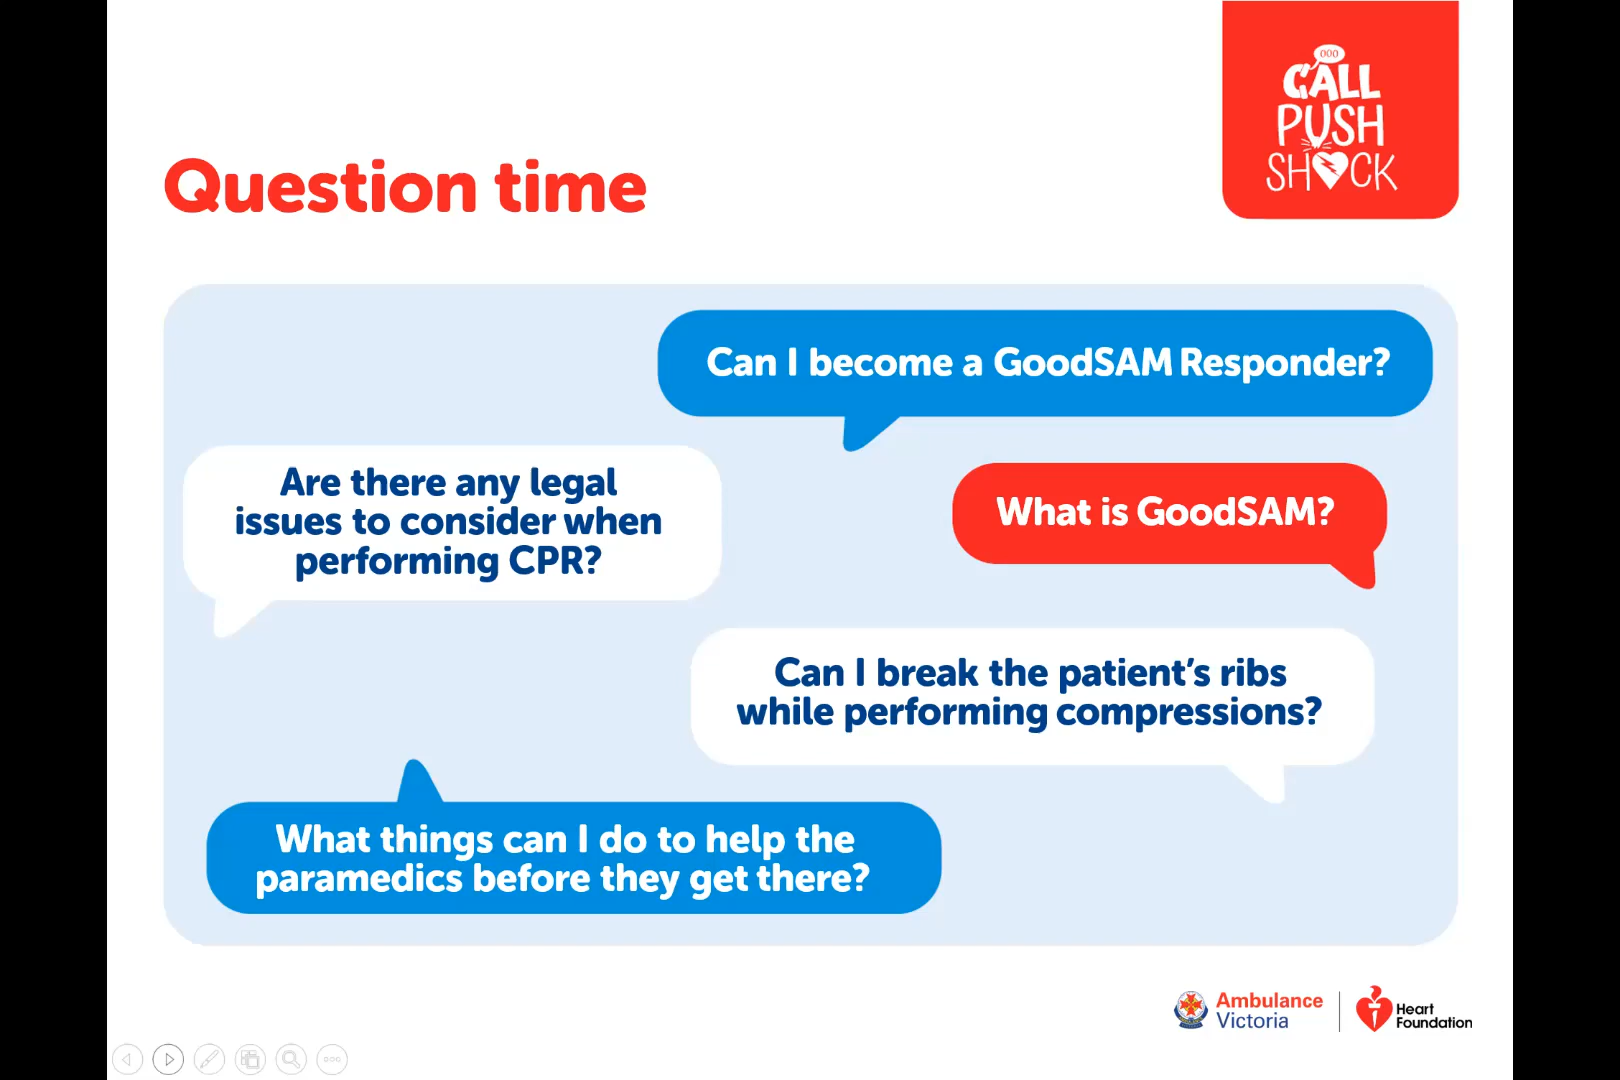 000
CALL
PUSH
SHOCK
Question time
Can I become a GoodSAM Responder?
Are there any legal
issues to consider when
performing CPR?
What is GoodSAM?
Can I break the patient's ribs
while performing compressions?
What things can I do to help the
paramedics before they get there?
Ambulance
Victoria
Heart
Foundation